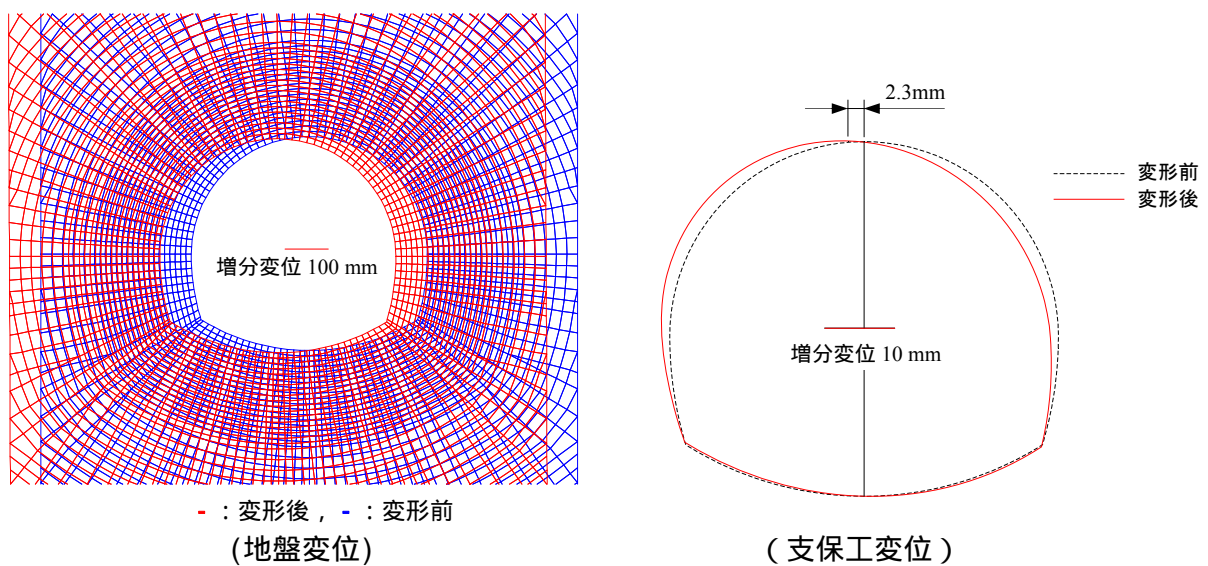 増分変位 100 mm
- ：変形後 , - ：変形前
(地盤変位)
2.3mm
変形前
変形後
増分変位 10 mm
（支保工変位）